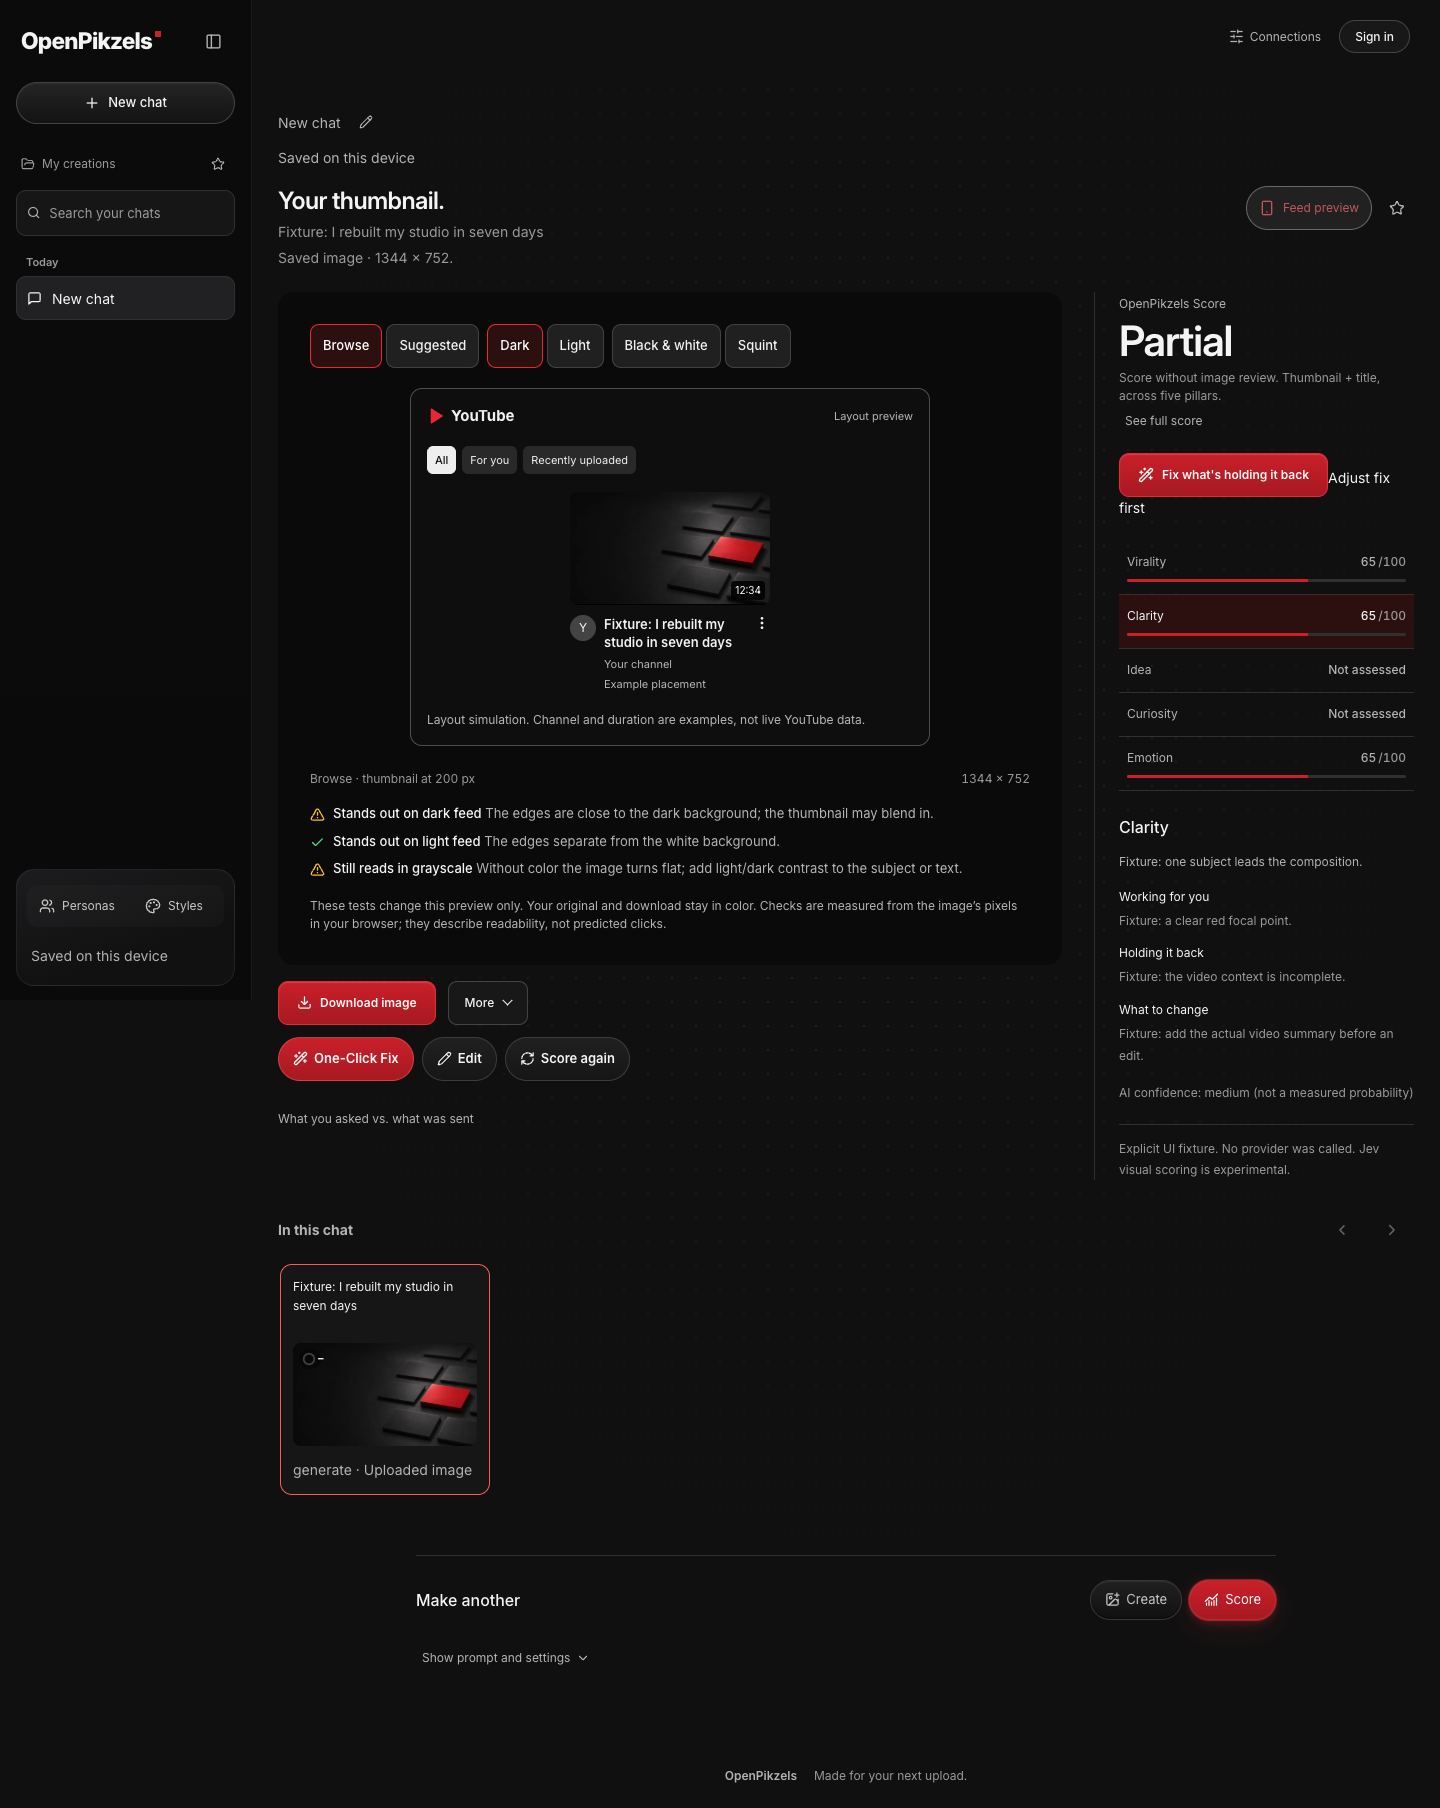 OpenPikzels
Connections
Sign in
New chat
My creations
Search your chats
Today
New chat
Personas
Styles
Saved on this device
New chat
Saved on this device
Your thumbnail.
Fixture: I rebuilt my studio in seven days
Saved image · 1344 × 752.
Feed preview
Browse
Suggested
Dark
Light
Black & white
Squint
YouTube
Layout preview
All
For you
Recently uploaded
12:34
Y
Fixture: I rebuilt my
studio in seven days
Your channel
Example placement
Layout simulation. Channel and duration are examples, not live YouTube data.
Browse · thumbnail at 200 px
1344 × 752
Stands out on dark feed The edges are close to the dark background; the thumbnail may blend in.
Stands out on light feed The edges separate from the white background.
Still reads in grayscale Without color the image turns flat; add light/dark contrast to the subject or text.
These tests change this preview only. Your original and download stay in color. Checks are measured from the image’s pixels
in your browser; they describe readability, not predicted clicks.
Download image
More
One-Click Fix
Edit
Score again
What you asked vs. what was sent
OpenPikzels Score
Partial
Score without image review. Thumbnail + title,
across five pillars.
See full score
Fix what's holding it back
Adjust fix
first
Virality
65 /100
Clarity
65 /100
Idea
Not assessed
Curiosity
Not assessed
Emotion
65 /100
Clarity
Fixture: one subject leads the composition.
Working for you
Fixture: a clear red focal point.
Holding it back
Fixture: the video context is incomplete.
What to change
Fixture: add the actual video summary before an
edit.
AI confidence: medium (not a measured probability)
Explicit UI fixture. No provider was called. Jev
visual scoring is experimental.
In this chat
Fixture: I rebuilt my studio in
seven days
–
generate · Uploaded image
Make another
Create
Score
Show prompt and settings
OpenPikzels
Made for your next upload.